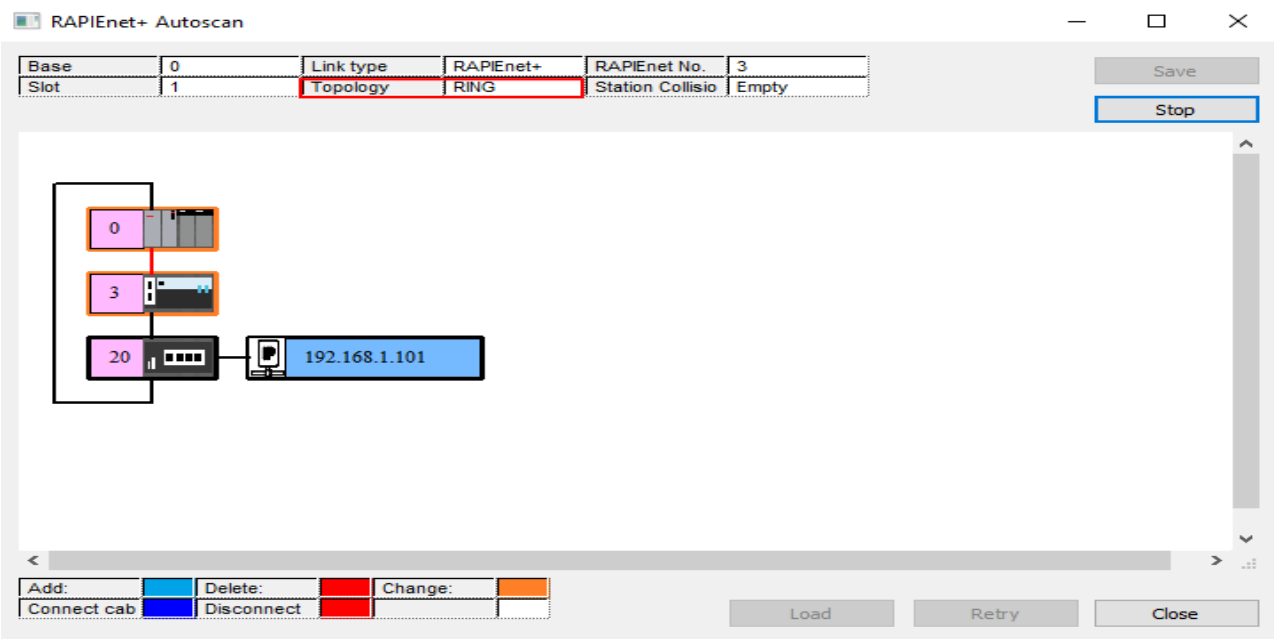 RAPIEnet+ Autoscan
Base 0 Link type RAPIEnet+ RAPIEnet No. 3
Slot 1 Topology RING Station Collisio Empty
Save
Stop
0
3
20 P 192.168.1.101
Add: Delete: Change:
Connect cab Disconnect
Load Retry Close